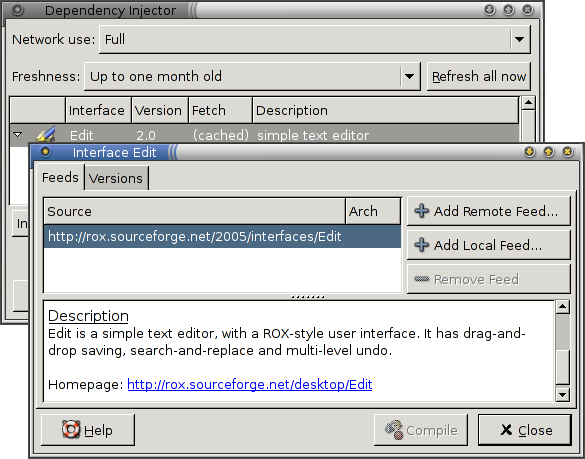 Dependency Injector
Network use: Full
Freshness: Up to one month old Refresh all now
Interface Version Fetch Description
Edit 2.0 (cached) simple text editor
Interface Edit
Feeds Versions
Source Arch
http://rox.sourceforge.net/2005/interfaces/Edit
Add Remote Feed...
Add Local Feed...
Remove Feed
In
Description
Edit is a simple text editor, with a ROX-style user interface. It has drag-and-
drop saving, search-and-replace and multi-level undo.
Homepage: http://rox.sourceforge.net/desktop/Edit
Help Compile Close